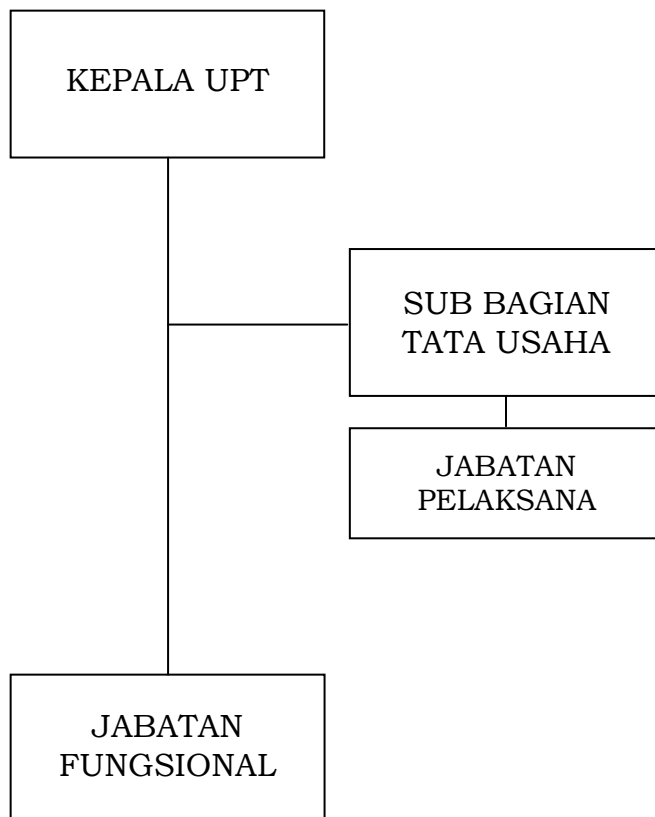 KEPALA UPT
SUB BAGIAN
TATA USAHA
JABATAN
PELAKSANA
JABATAN
FUNGSIONAL